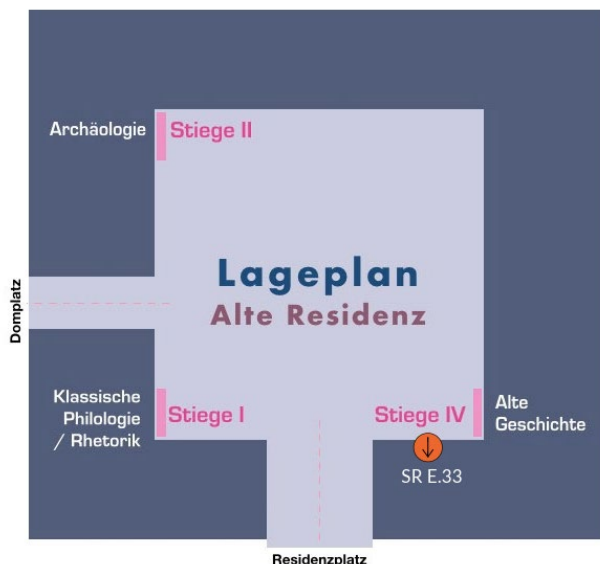 Archäologie
Stiege II
Lageplan
Alte Residenz
Domplatz
Klassische
Philologie
/ Rhetorik
Stiege I
Stiege IV
Alte
Geschichte
SR E.33
Residenzplatz